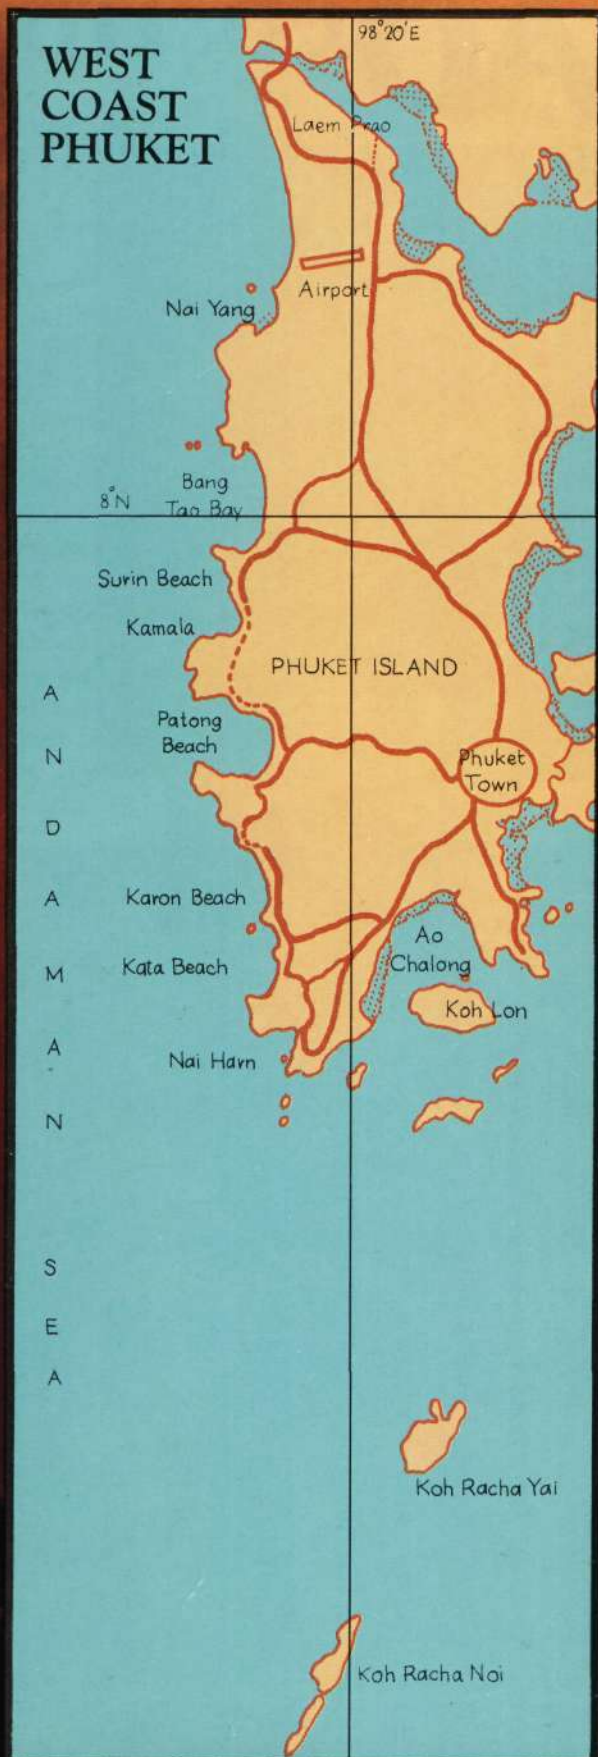 WEST
COAST
PHUKET
98°20'E
Laem Prao
Airport
Nai Yang
Bang
Tao Bay
8°N
Surin Beach
Kamala
PHUKET ISLAND
Patong
Beach
Phuket
Town
Karon Beach
Ao
Chalong
Kata Beach
Koh Lon
Nai Harn
ANDAMAN SEA
Koh Racha Yai
Koh Racha Noi